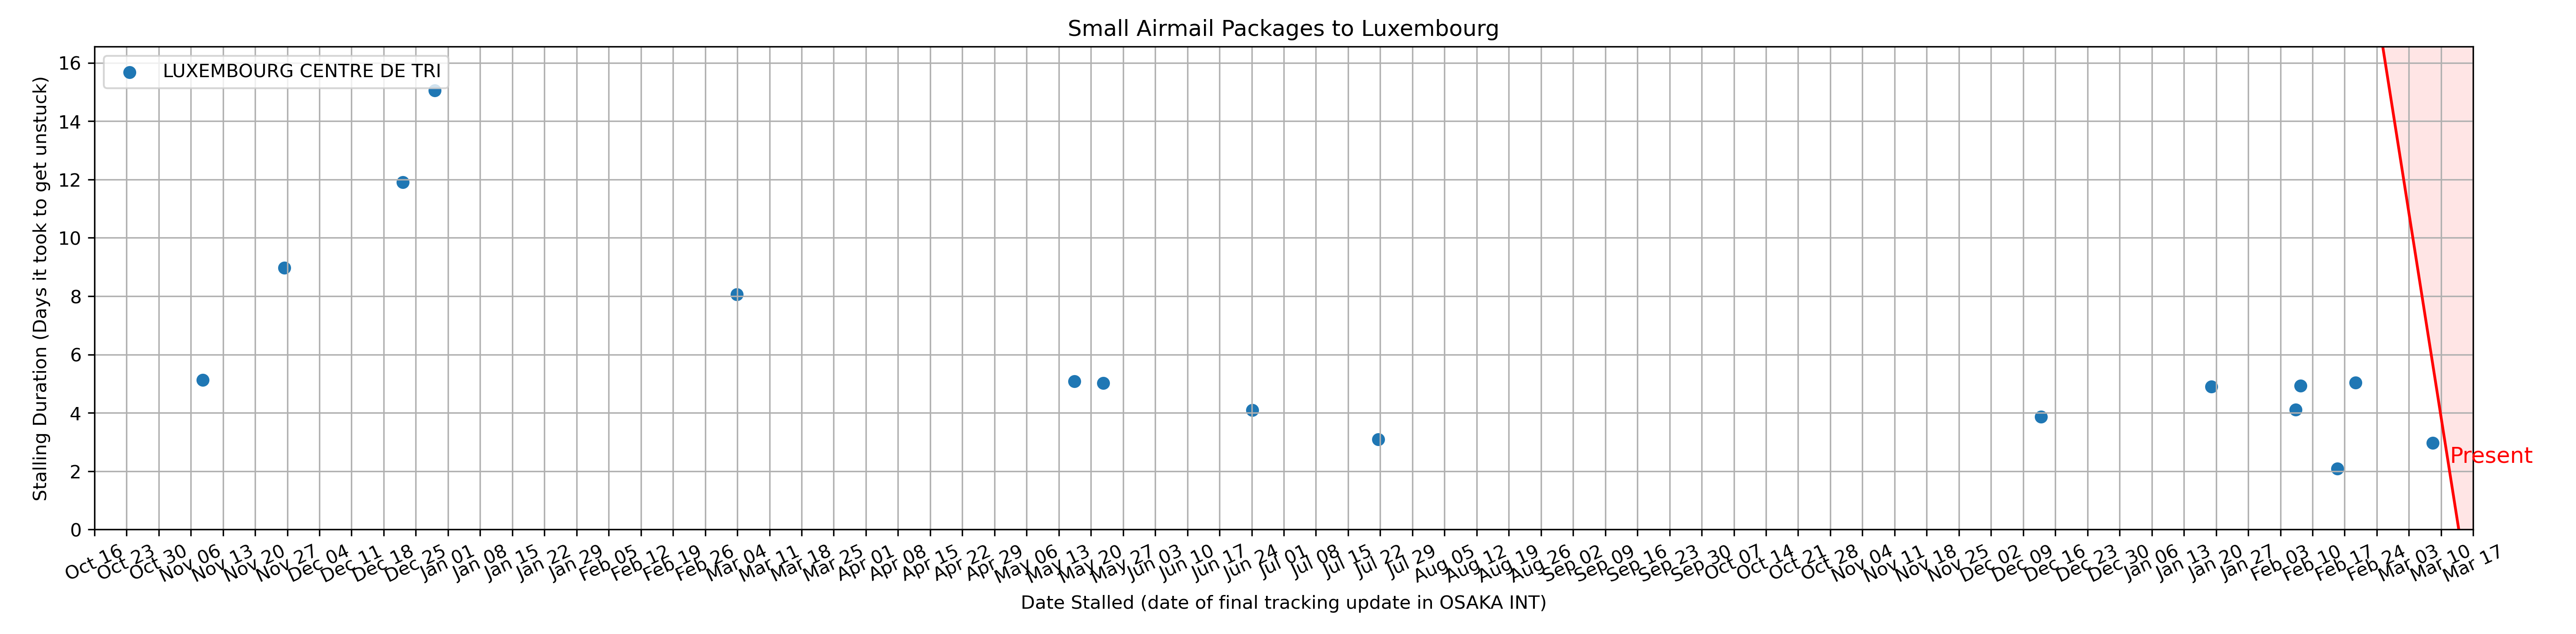 Small Airmail Packages to Luxembourg
LUXEMBOURG CENTRE DE TRI
Stalling Duration (Days it took to get unstuck)
16
14
12
10
8
6
4
2
0
Present
Oct 16
Oct 23
Oct 30
Nov 06
Nov 13
Nov 20
Nov 27
Dec 04
Dec 11
Dec 18
Dec 25
Jan 01
Jan 08
Jan 15
Jan 22
Jan 29
Feb 05
Feb 12
Feb 19
Feb 26
Mar 04
Mar 11
Mar 18
Mar 25
Apr 01
Apr 08
Apr 15
Apr 22
Apr 29
May 06
May 13
May 20
May 27
Jun 03
Jun 10
Jun 17
Jun 24
Jul 01
Jul 08
Jul 15
Jul 22
Jul 29
Aug 05
Aug 12
Aug 19
Aug 26
Sep 02
Sep 09
Sep 16
Sep 23
Sep 30
Oct 07
Oct 14
Oct 21
Oct 28
Nov 04
Nov 11
Nov 18
Nov 25
Dec 02
Dec 09
Dec 16
Dec 23
Dec 30
Jan 06
Jan 13
Jan 20
Jan 27
Feb 03
Feb 10
Feb 17
Feb 24
Mar 03
Mar 10
Mar 17
Date Stalled (date of final tracking update in OSAKA INT)